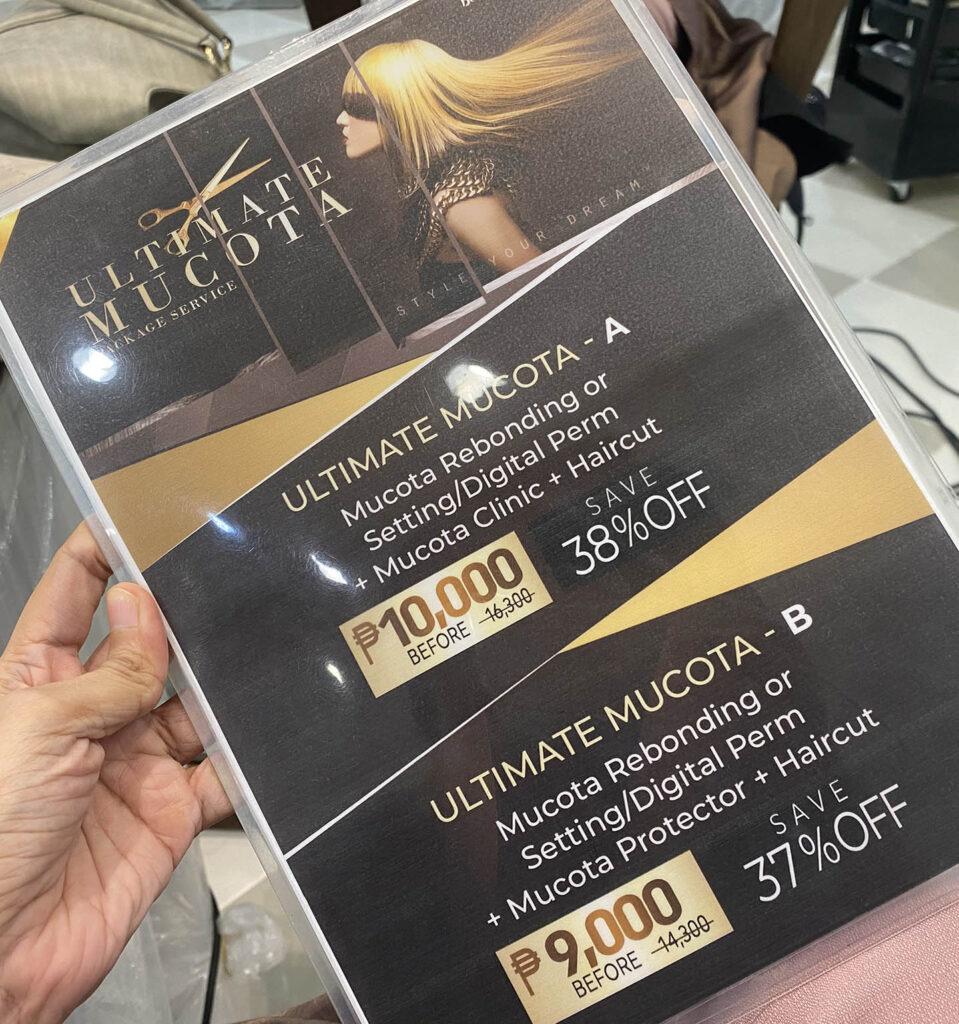 ULTIMATE
MUCOTA
PACKAGE SERVICE
STYLE YOUR DREAM
ULTIMATE MUCOTA - A
Mucota Rebonding or
Setting/Digital Perm
+ Mucota Clinic + Haircut
SAVE
38%OFF
₱10,000
BEFORE 16,300
ULTIMATE MUCOTA - B
Mucota Rebonding or
Setting/Digital Perm
+ Mucota Protector + Haircut
SAVE
37%OFF
₱9,000
BEFORE 14,300